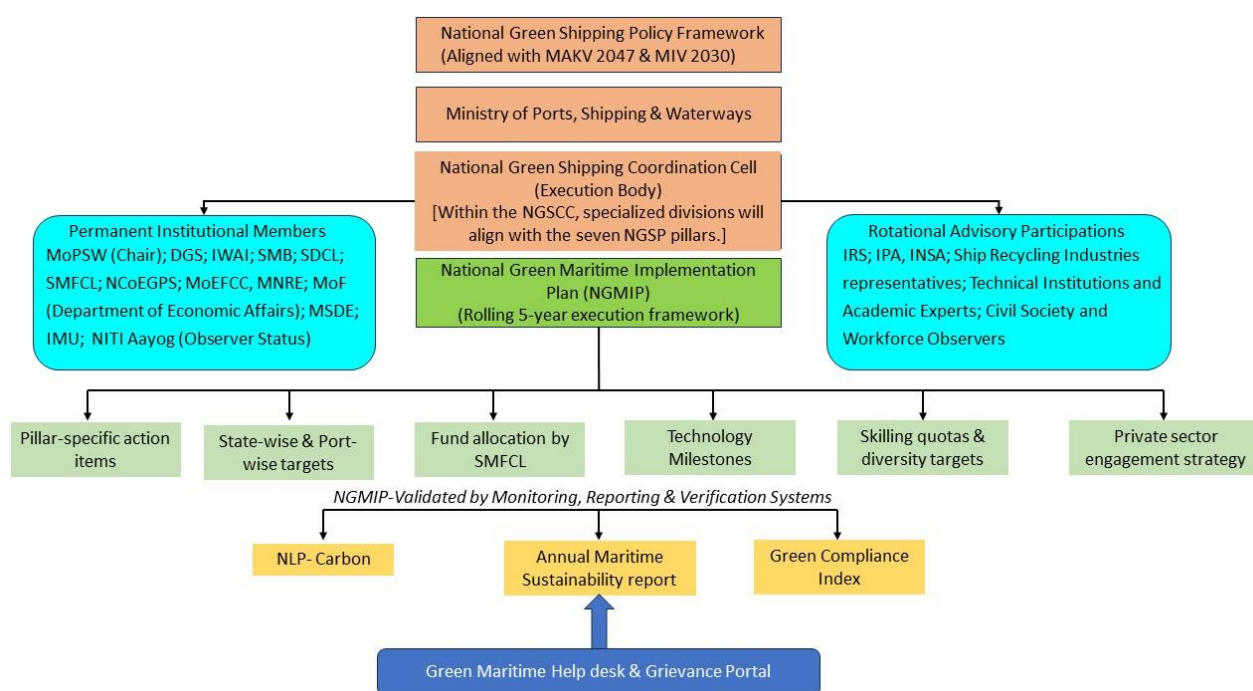 National Green Shipping Policy Framework
(Aligned with MAKV 2047 & MIV 2030)
Ministry of Ports, Shipping & Waterways
National Green Shipping Coordination Cell
(Execution Body)
[Within the NGSCC, specialized divisions will
align with the seven NGSP pillars.]
Permanent Institutional Members
MoPSW (Chair); DGS; IWAI; SMB; SDCL;
SMFCL; NCoEGPS; MoEFCC, MNRE; MoF
(Department of Economic Affairs); MSDE;
IMU; NITI Aayog (Observer Status)
Rotational Advisory Participations
IRS; IPA, INSA; Ship Recycling Industries
representatives; Technical Institutions and
Academic Experts; Civil Society and
Workforce Observers
National Green Maritime Implementation
Plan (NGMIP)
(Rolling 5-year execution framework)
Pillar-specific action
items
State-wise & Port-
wise targets
Fund allocation by
SMFCL
Technology
Milestones
Skilling quotas &
diversity targets
Private sector
engagement strategy
NGMIP-Validated by Monitoring, Reporting & Verification Systems
NLP- Carbon
Annual Maritime
Sustainability report
Green Compliance
Index
Green Maritime Help desk & Grievance Portal